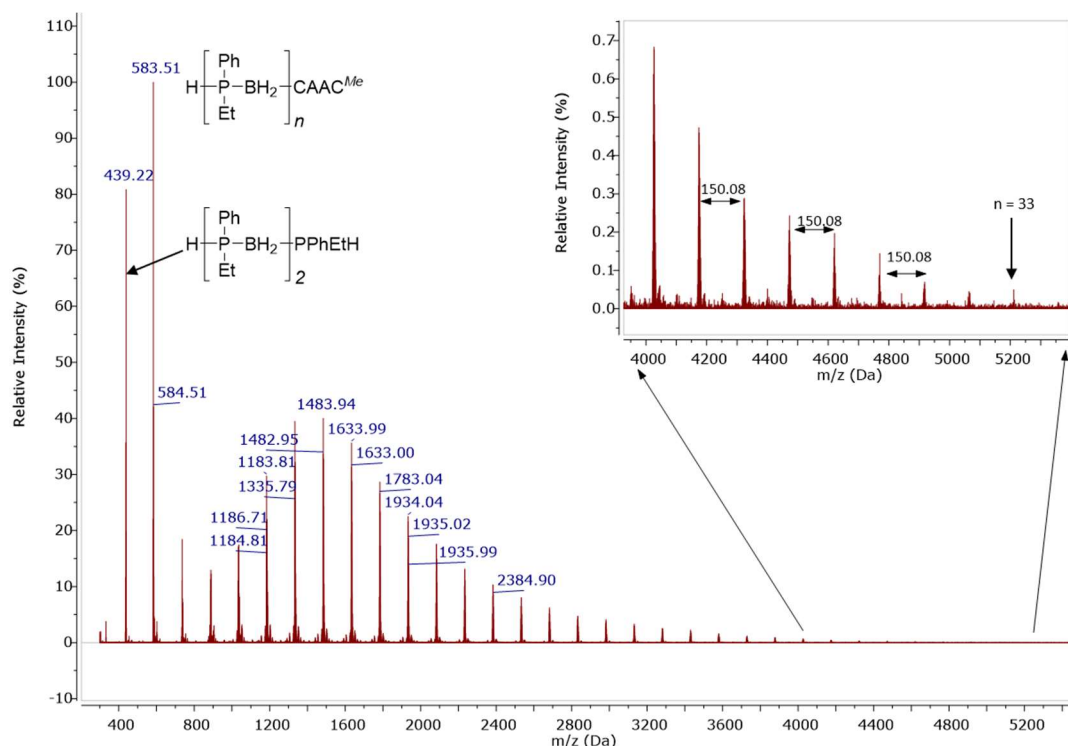 110
100
90
80
70
60
50
40
30
20
10
0
-10
Relative Intensity (%)
583.51
439.22
584.51
1483.94
1482.95
1633.99
1183.81
1633.00
1335.79
1783.04
1934.04
1186.71
1935.02
1184.81
1935.99
2384.90
Ph
H P BH2 CAACMe
Et
n
Ph
H P BH2 PPhEtH
Et
2
400 800 1200 1600 2000 2400 2800 3200 3600 4000 4400 4800 5200
m/z (Da)
0.7
0.6
0.5
0.4
0.3
0.2
0.1
0.0
Relative Intensity (%)
150.08
150.08
150.08
n = 33
4000 4200 4400 4600 4800 5000 5200
m/z (Da)